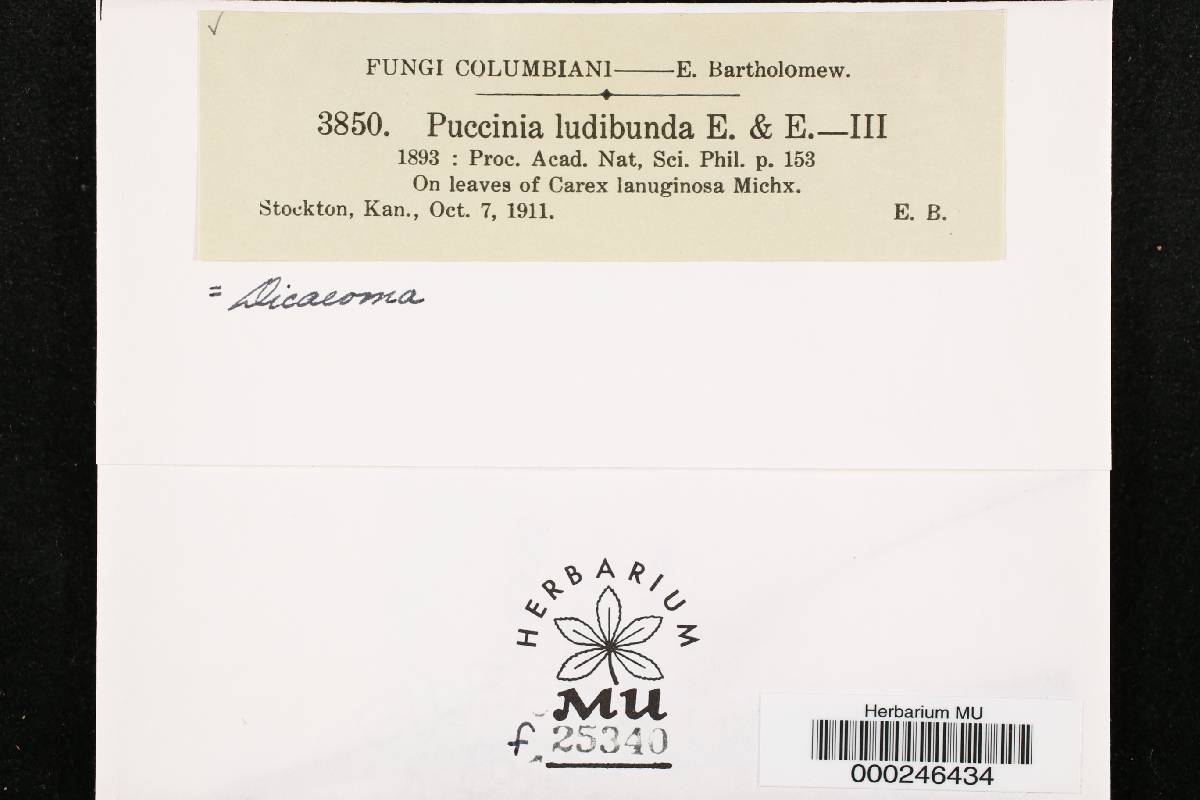 FUNGI COLUMBIANI——E. Bartholomew.
3850. Puccinia ludibunda E. & E.—III
1893 : Proc. Acad. Nat, Sci. Phil. p. 153
On leaves of Carex lanuginosa Michx.
Stockton, Kan., Oct. 7, 1911. E. B.
= Dicaeoma
HERBARIUM
MU
f. 25340
Herbarium MU
000246434